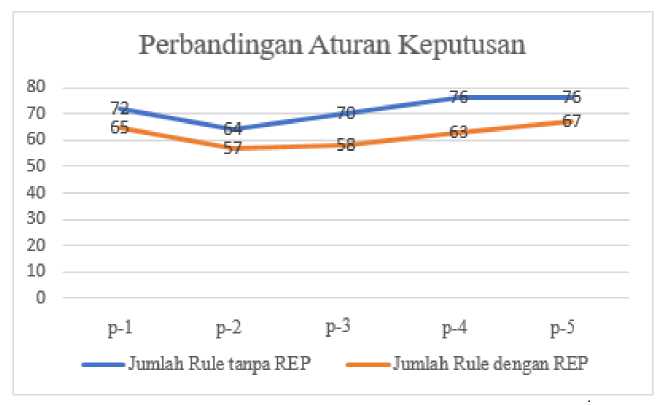 Perbandingan Aturan Keputusan
80
70
60
50
40
30
20
10
0
72 64 70 76 76
65 57 58 63 67
p-1 p-2 p-3 p-4 p-5
Jumlah Rule tanpa REP Jumlah Rule dengan REP